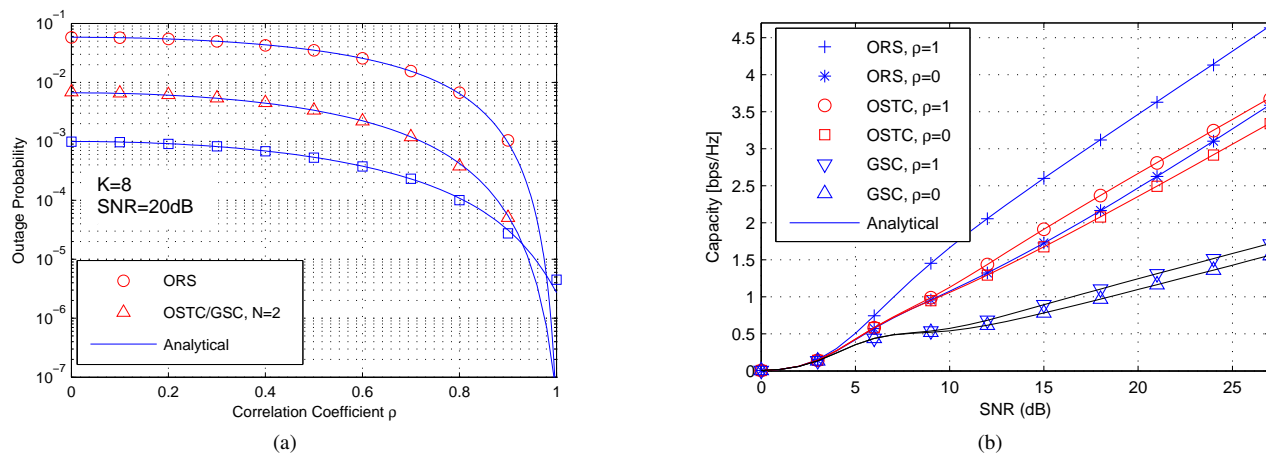 10^-1
10^-2
10^-3
10^-4
10^-5
10^-6
10^-7
Outage Probability
K=8
SNR=20dB
ORS
OSTC/GSC, N=2
Analytical
0 0.2 0.4 0.6 0.8 1
Correlation Coefficient ρ
(a)
4.5
4
3.5
3
2.5
2
1.5
1
0.5
0
Capacity [bps/Hz]
ORS, ρ=1
ORS, ρ=0
OSTC, ρ=1
OSTC, ρ=0
GSC, ρ=1
GSC, ρ=0
Analytical
0 5 10 15 20 25
SNR (dB)
(b)